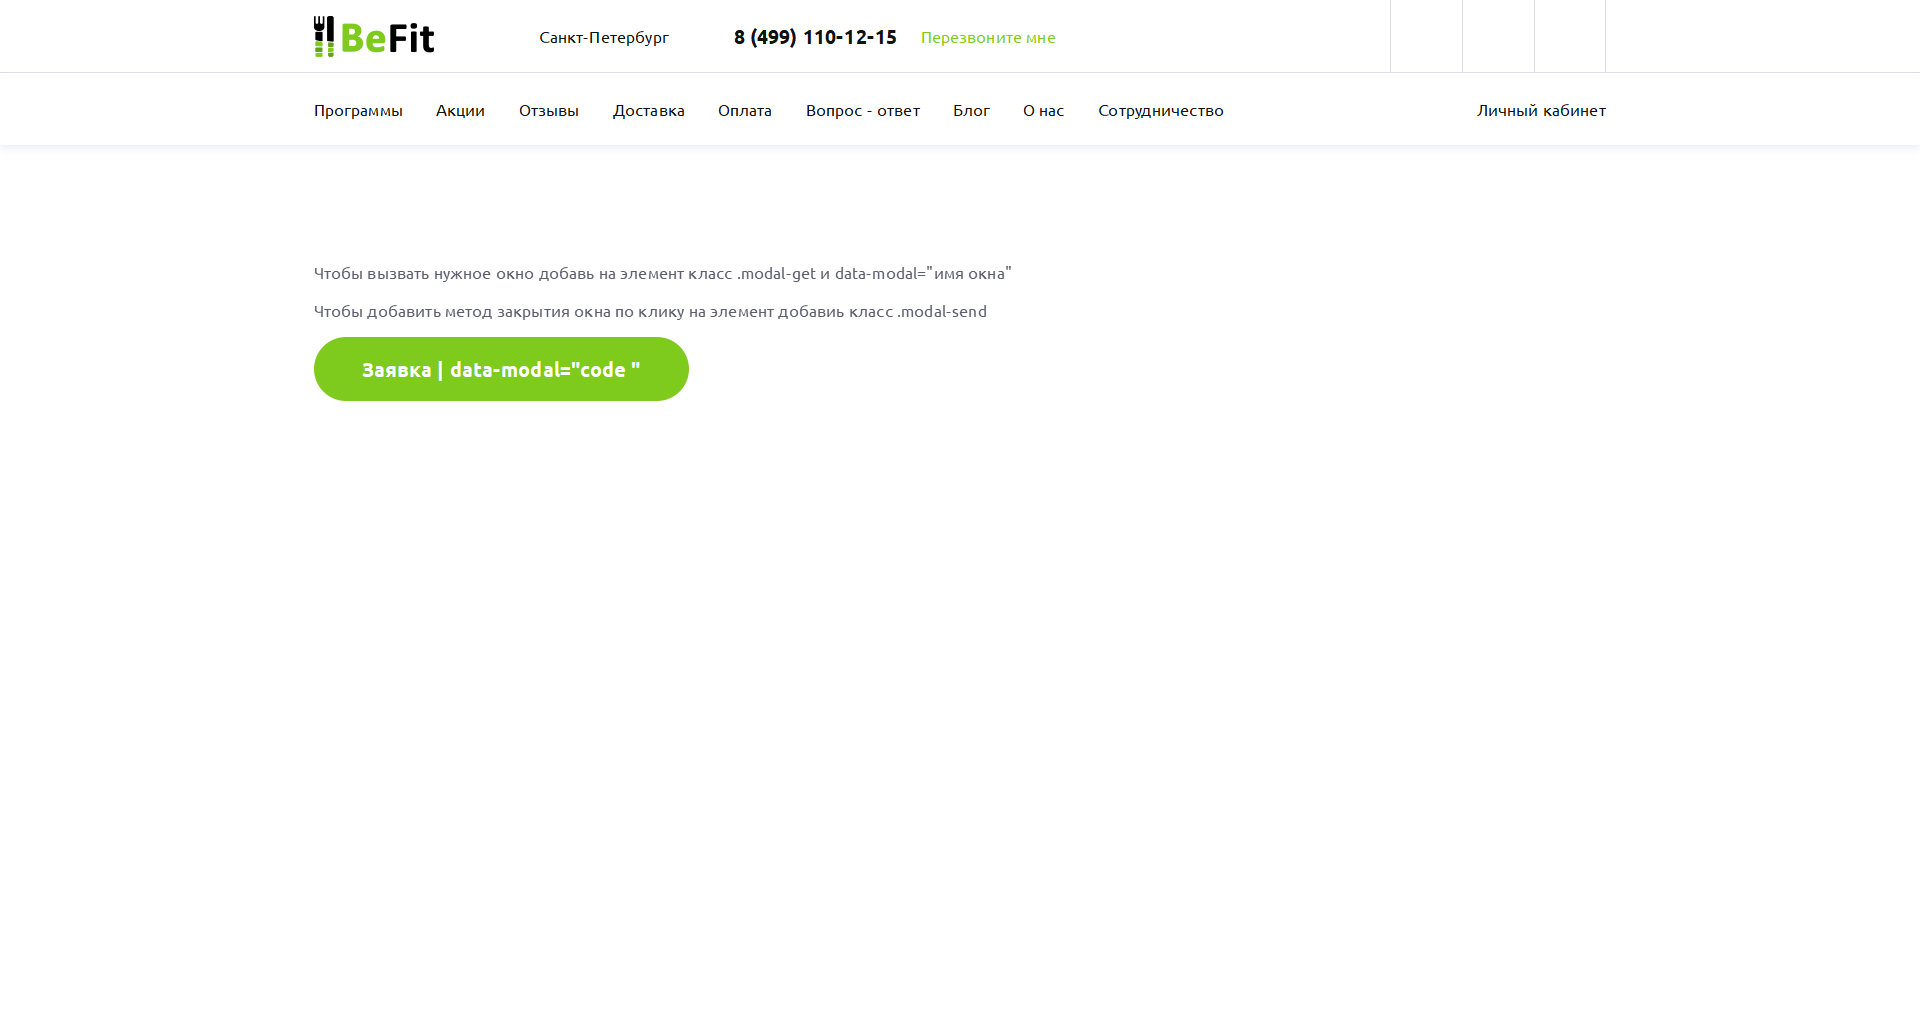 BeFit
Санкт-Петербург
8 (499) 110-12-15
Перезвоните мне
Программы Акции Отзывы Доставка Оплата Вопрос - ответ Блог О нас Сотрудничество Личный кабинет
Чтобы вызвать нужное окно добавь на элемент класс .modal-get и data-modal="имя окна"
Чтобы добавить метод закрытия окна по клику на элемент добавиь класс .modal-send
Заявка | data-modal="code "